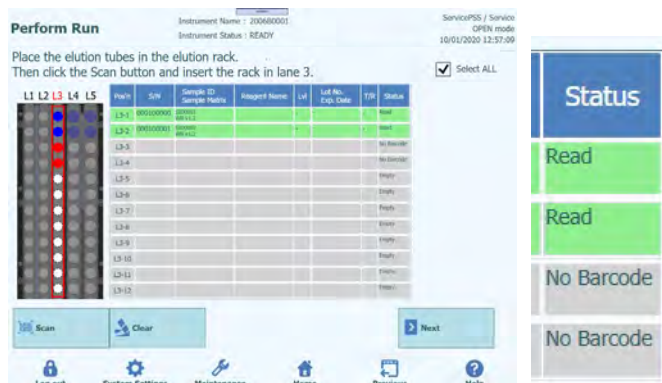 Perform Run
Instrument Name : 200680001
Instrument Status : READY
ServicePSS / Service
OPEN mode
10/01/2020 12:57:09
Place the elution tubes in the elution rack.
Then click the Scan button and insert the rack in lane 3.
Select ALL
L1 L2 L3 L4 L5
Pos'n S/N Sample ID Sample Matrix Reagent Name Lvl Lot No. Exp. Date T/R Status
L3-1 000100000 Read
L3-2 000100001 Read
L3-3 No Barcode
L3-4 No Barcode
L3-5 Empty
L3-6 Empty
L3-7 Empty
L3-8 Empty
L3-9 Empty
L3-10 Empty
L3-11 Empty
L3-12 Empty
Scan
Clear
Next
Log out
System Settings
Maintenance
Home
Previous
Help
Status
Read
Read
No Barcode
No Barcode